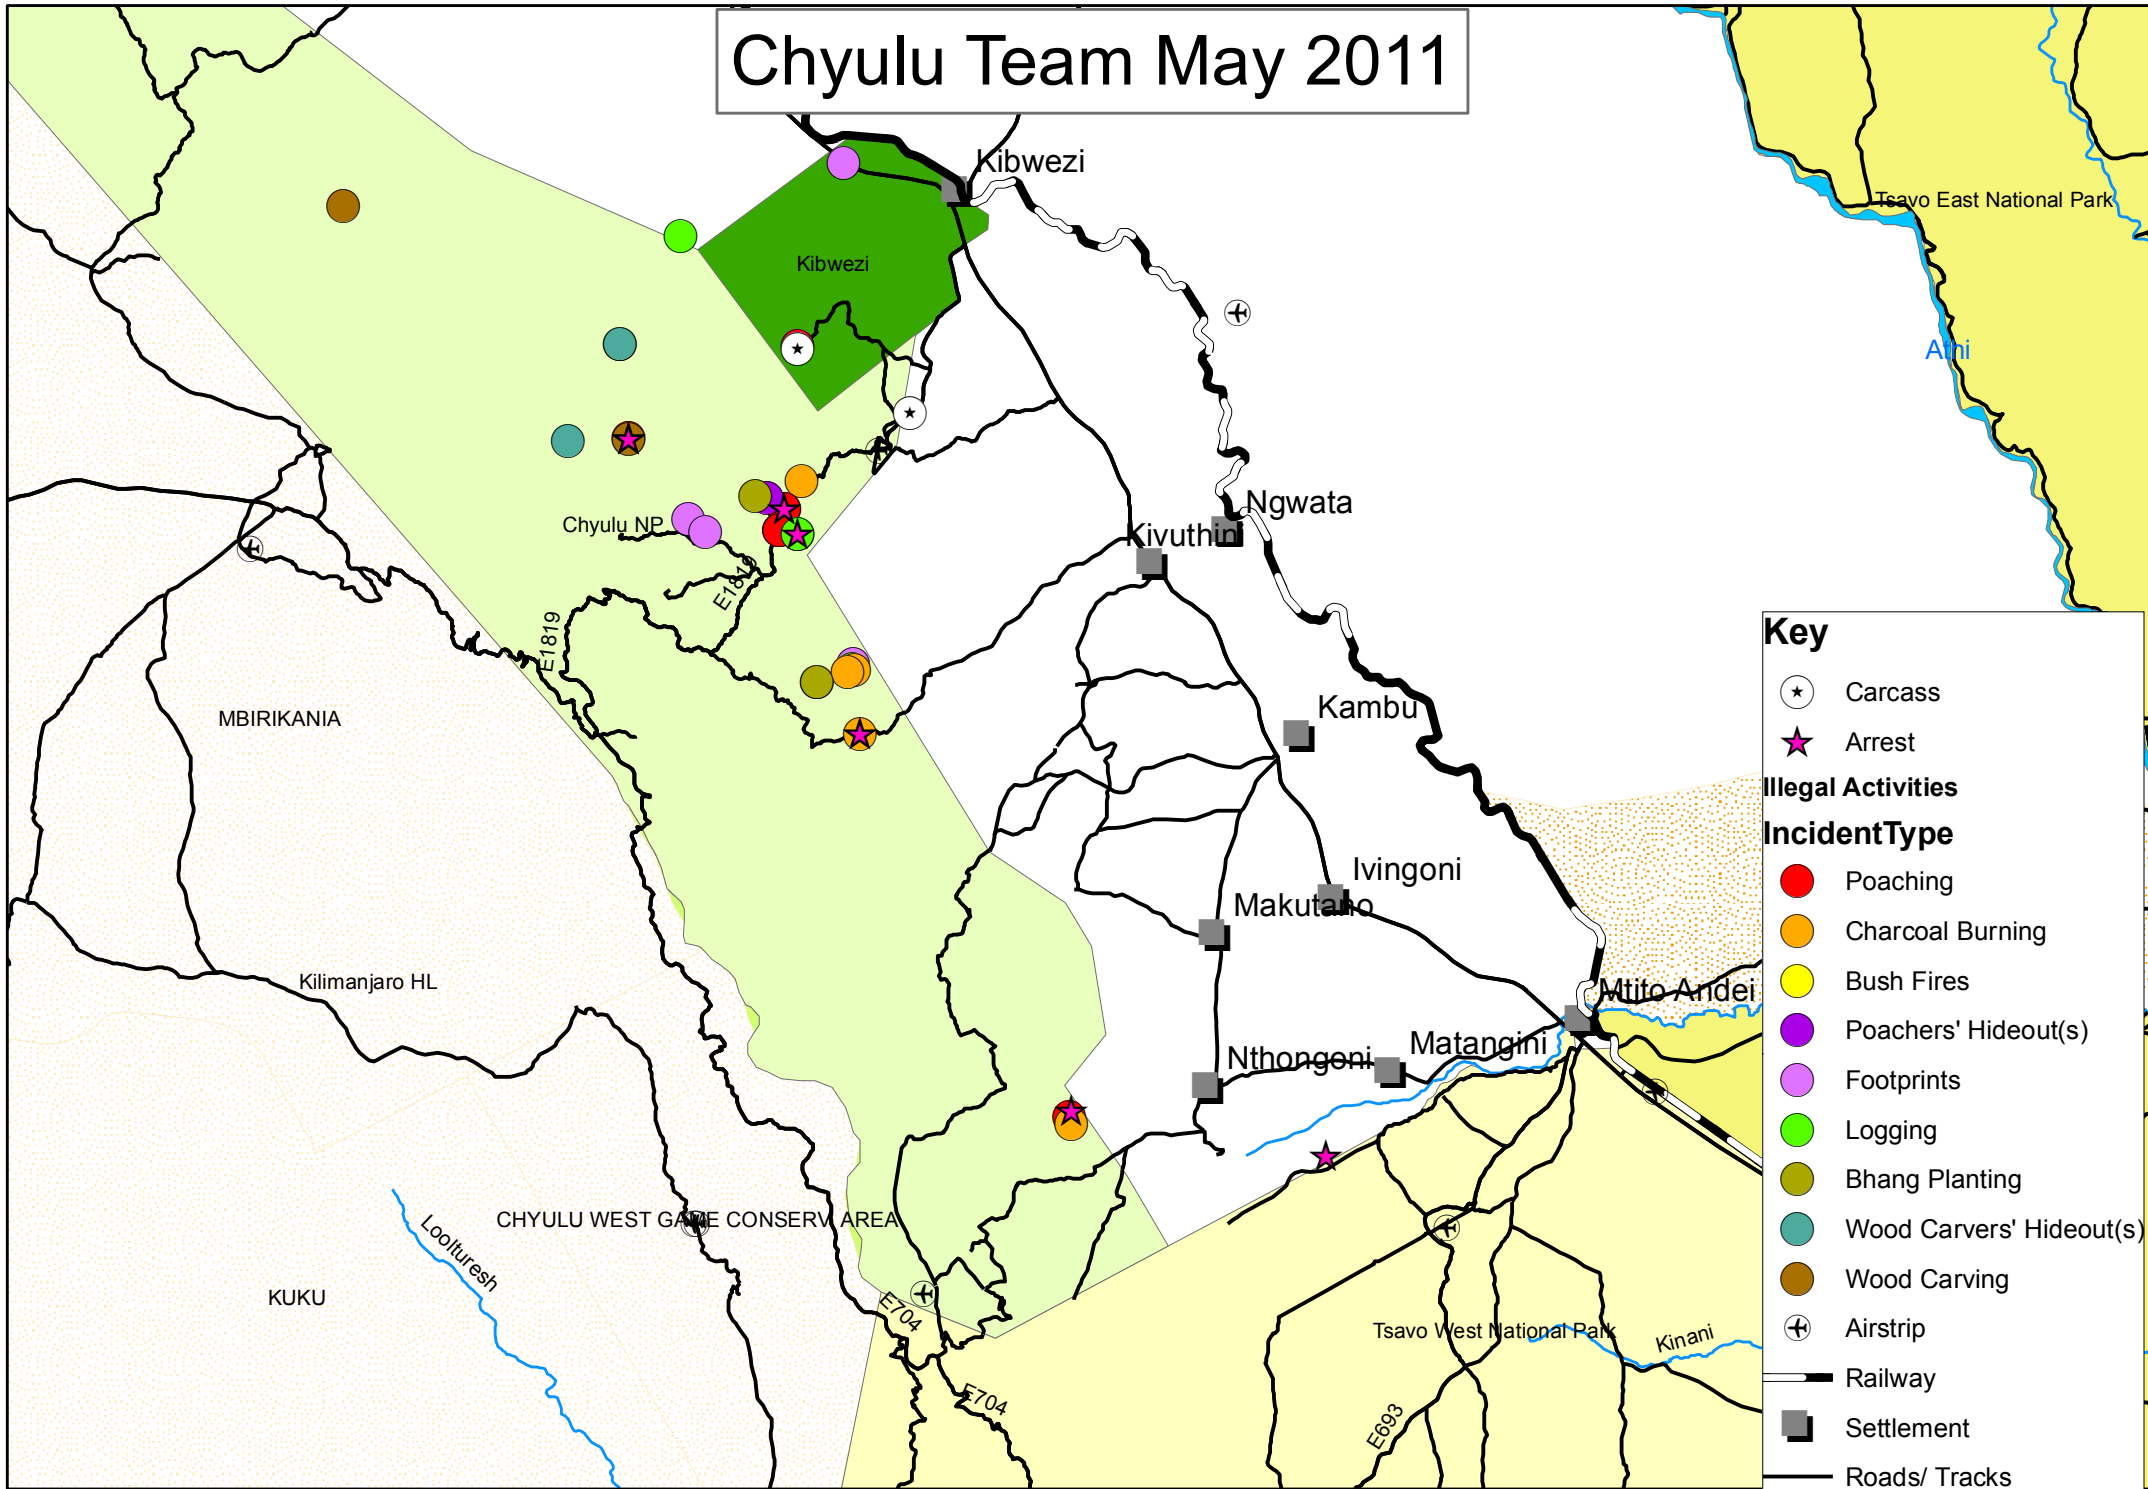 Chyulu Team May 2011
Kibwezi
Tsavo East National Park
Kibwezi
Athi
Ngwata
Chyulu NP
Kivuthini
E1819
E1819
Kambu
MBIRIKANIA
Ivingoni
Makutano
Kilimanjaro HL
Mtito Andei
Matangini
Nthongoni
CHYULU WEST GAME CONSERV. AREA
Loolturesh
KUKU
E704
Tsavo West National Park
Kinani
E704
E693
Key
Carcass
Arrest
Illegal Activities
IncidentType
Poaching
Charcoal Burning
Bush Fires
Poachers' Hideout(s)
Footprints
Logging
Bhang Planting
Wood Carvers' Hideout(s)
Wood Carving
Airstrip
Railway
Settlement
Roads/ Tracks